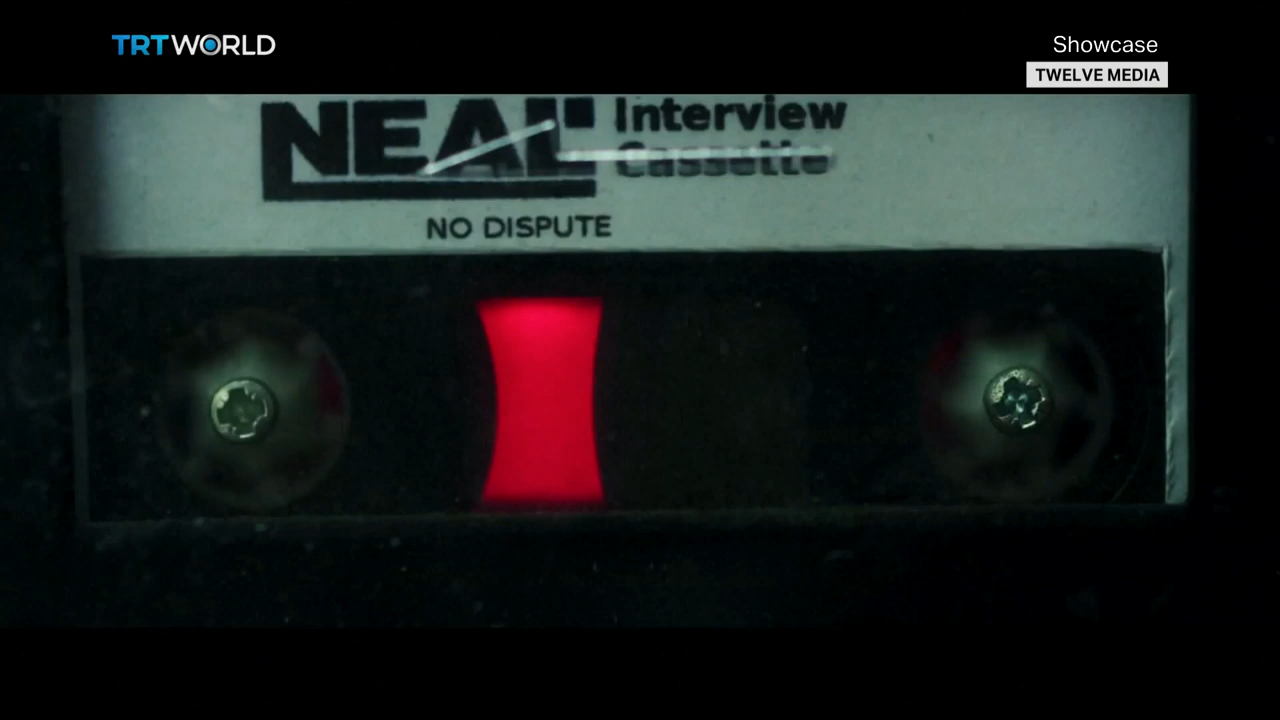 TRTWORLD
Showcase
TWELVE MEDIA
NEAL Interview
Cassette
NO DISPUTE